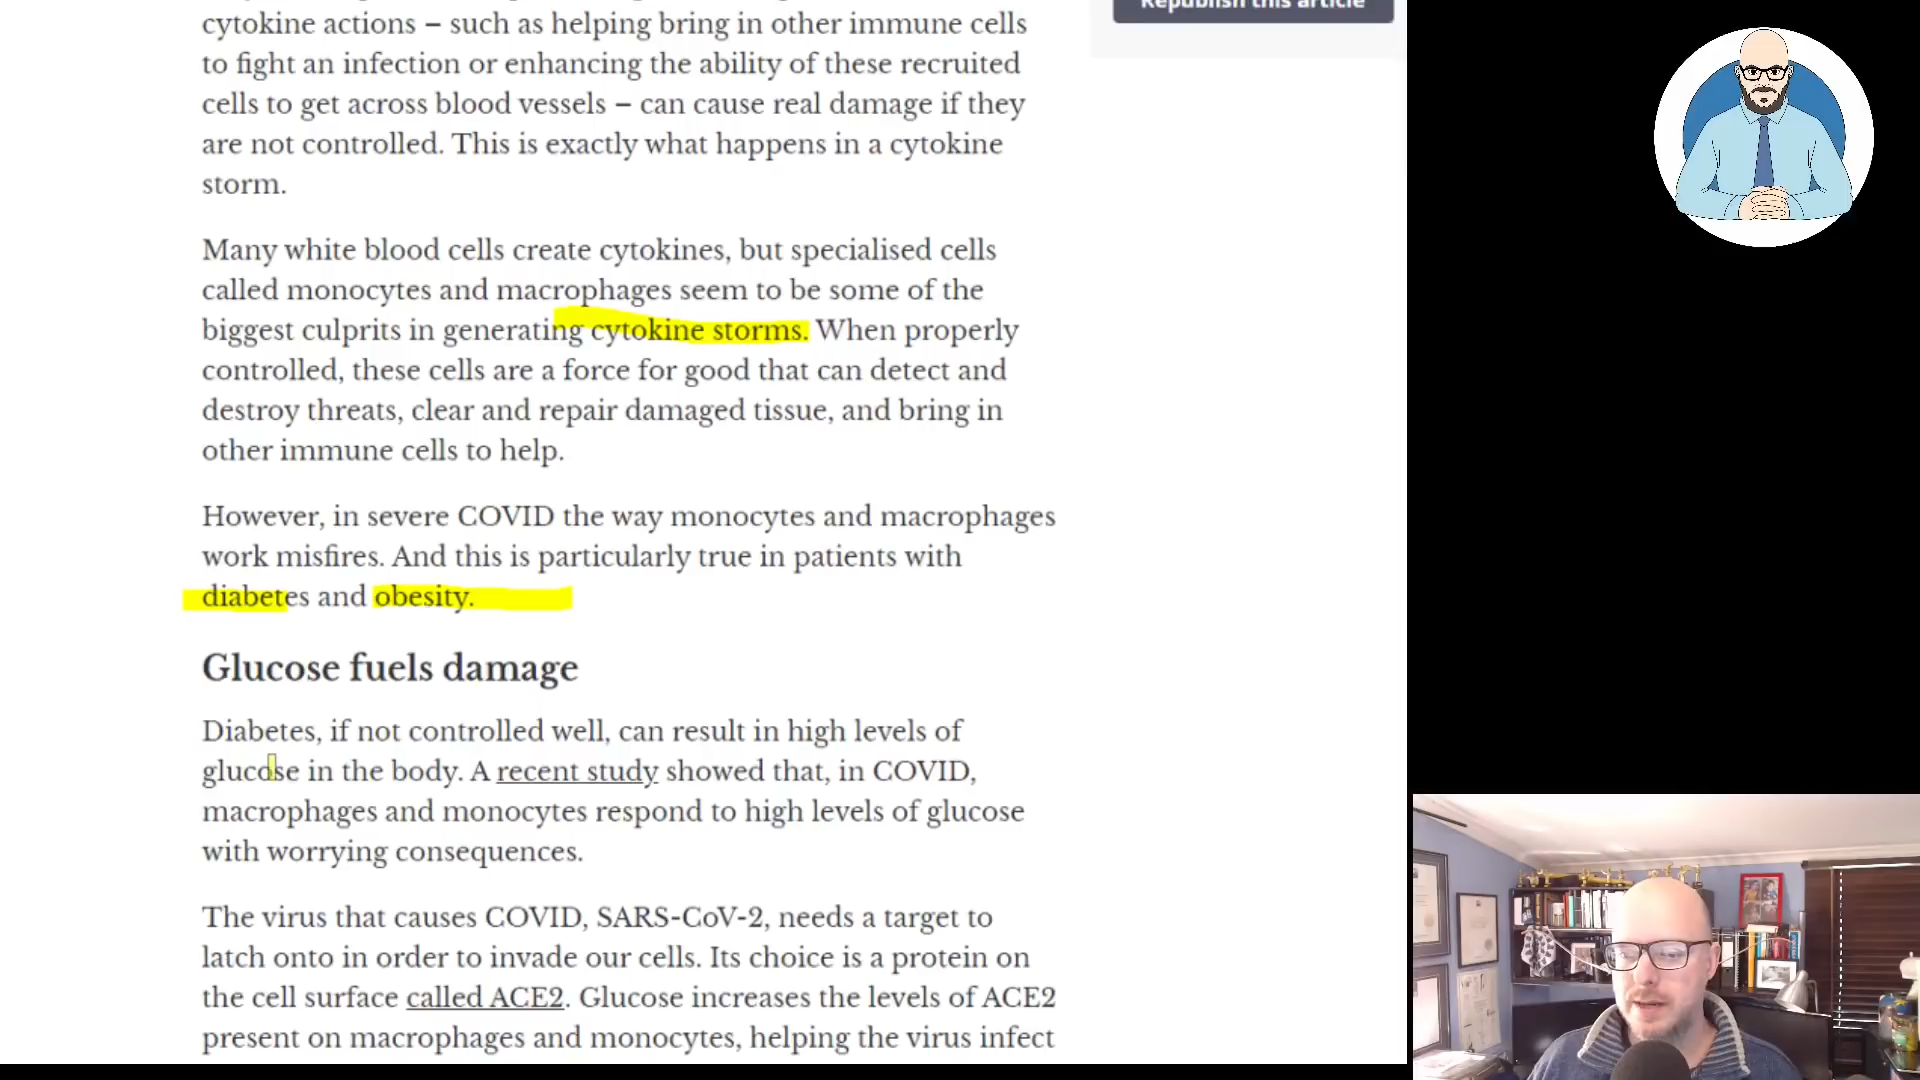 Republish this article
cytokine actions – such as helping bring in other immune cells
to fight an infection or enhancing the ability of these recruited
cells to get across blood vessels – can cause real damage if they
are not controlled. This is exactly what happens in a cytokine
storm.
Many white blood cells create cytokines, but specialised cells
called monocytes and macrophages seem to be some of the
biggest culprits in generating cytokine storms. When properly
controlled, these cells are a force for good that can detect and
destroy threats, clear and repair damaged tissue, and bring in
other immune cells to help.
However, in severe COVID the way monocytes and macrophages
work misfires. And this is particularly true in patients with
diabetes and obesity.
Glucose fuels damage
Diabetes, if not controlled well, can result in high levels of
glucose in the body. A recent study showed that, in COVID,
macrophages and monocytes respond to high levels of glucose
with worrying consequences.
The virus that causes COVID, SARS-CoV-2, needs a target to
latch onto in order to invade our cells. Its choice is a protein on
the cell surface called ACE2. Glucose increases the levels of ACE2
present on macrophages and monocytes, helping the virus infect